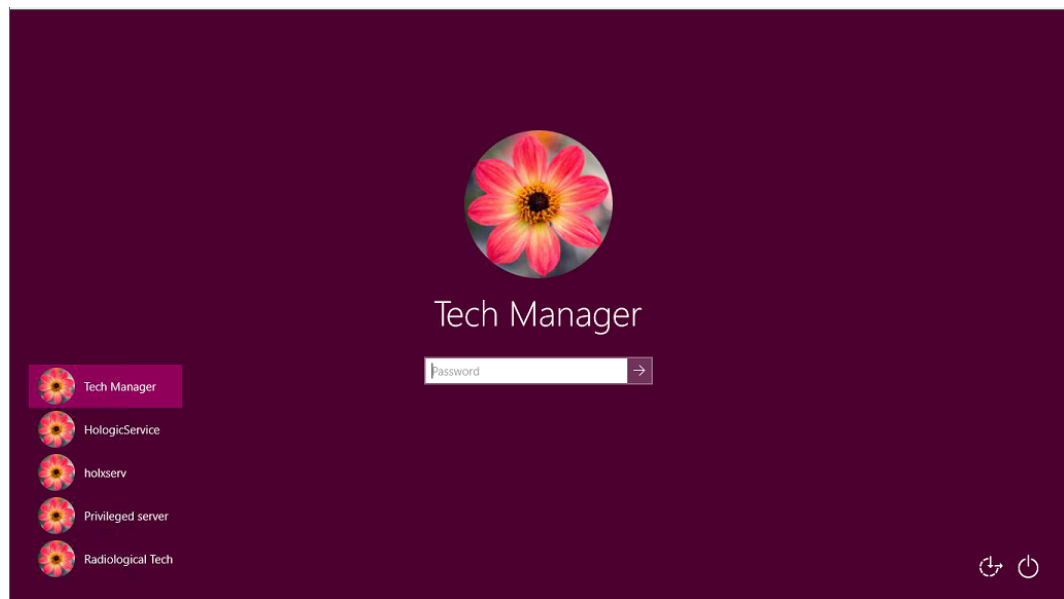 Tech Manager
Password
Tech Manager
HologicService
holxserv
Privileged server
Radiological Tech